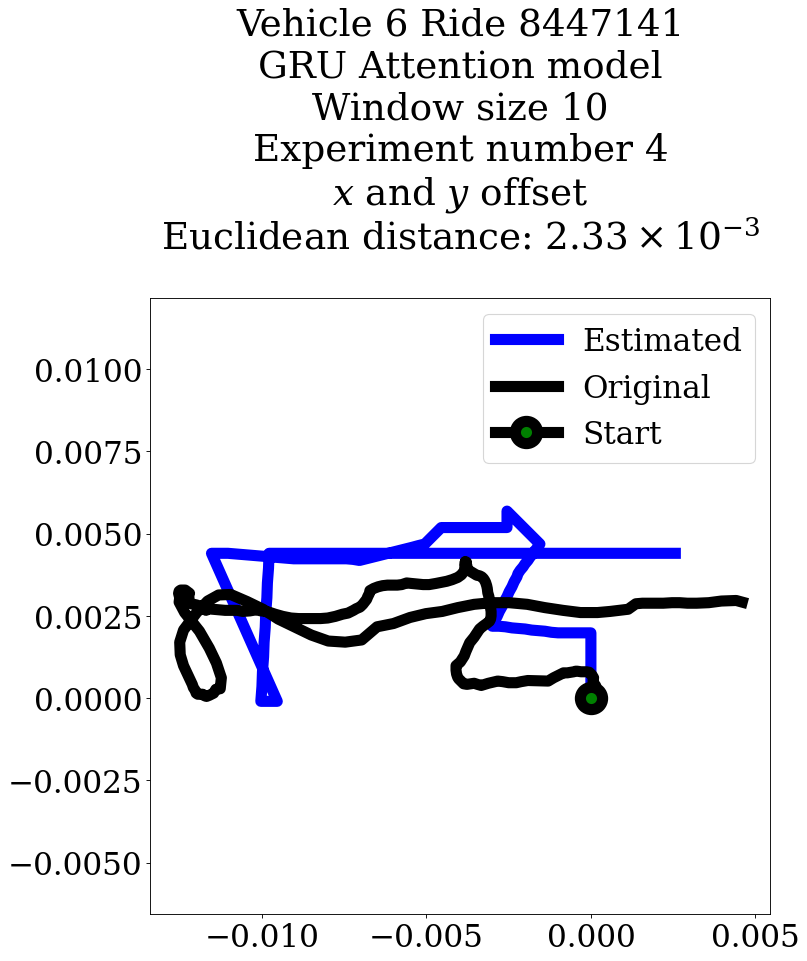 Vehicle 6 Ride 8447141
GRU Attention model
Window size 10
Experiment number 4
x and y offset
Euclidean distance: 2.33 × 10⁻³
Estimated
Original
Start
0.0100
0.0075
0.0050
0.0025
0.0000
−0.0025
−0.0050
−0.010 −0.005 0.000 0.005